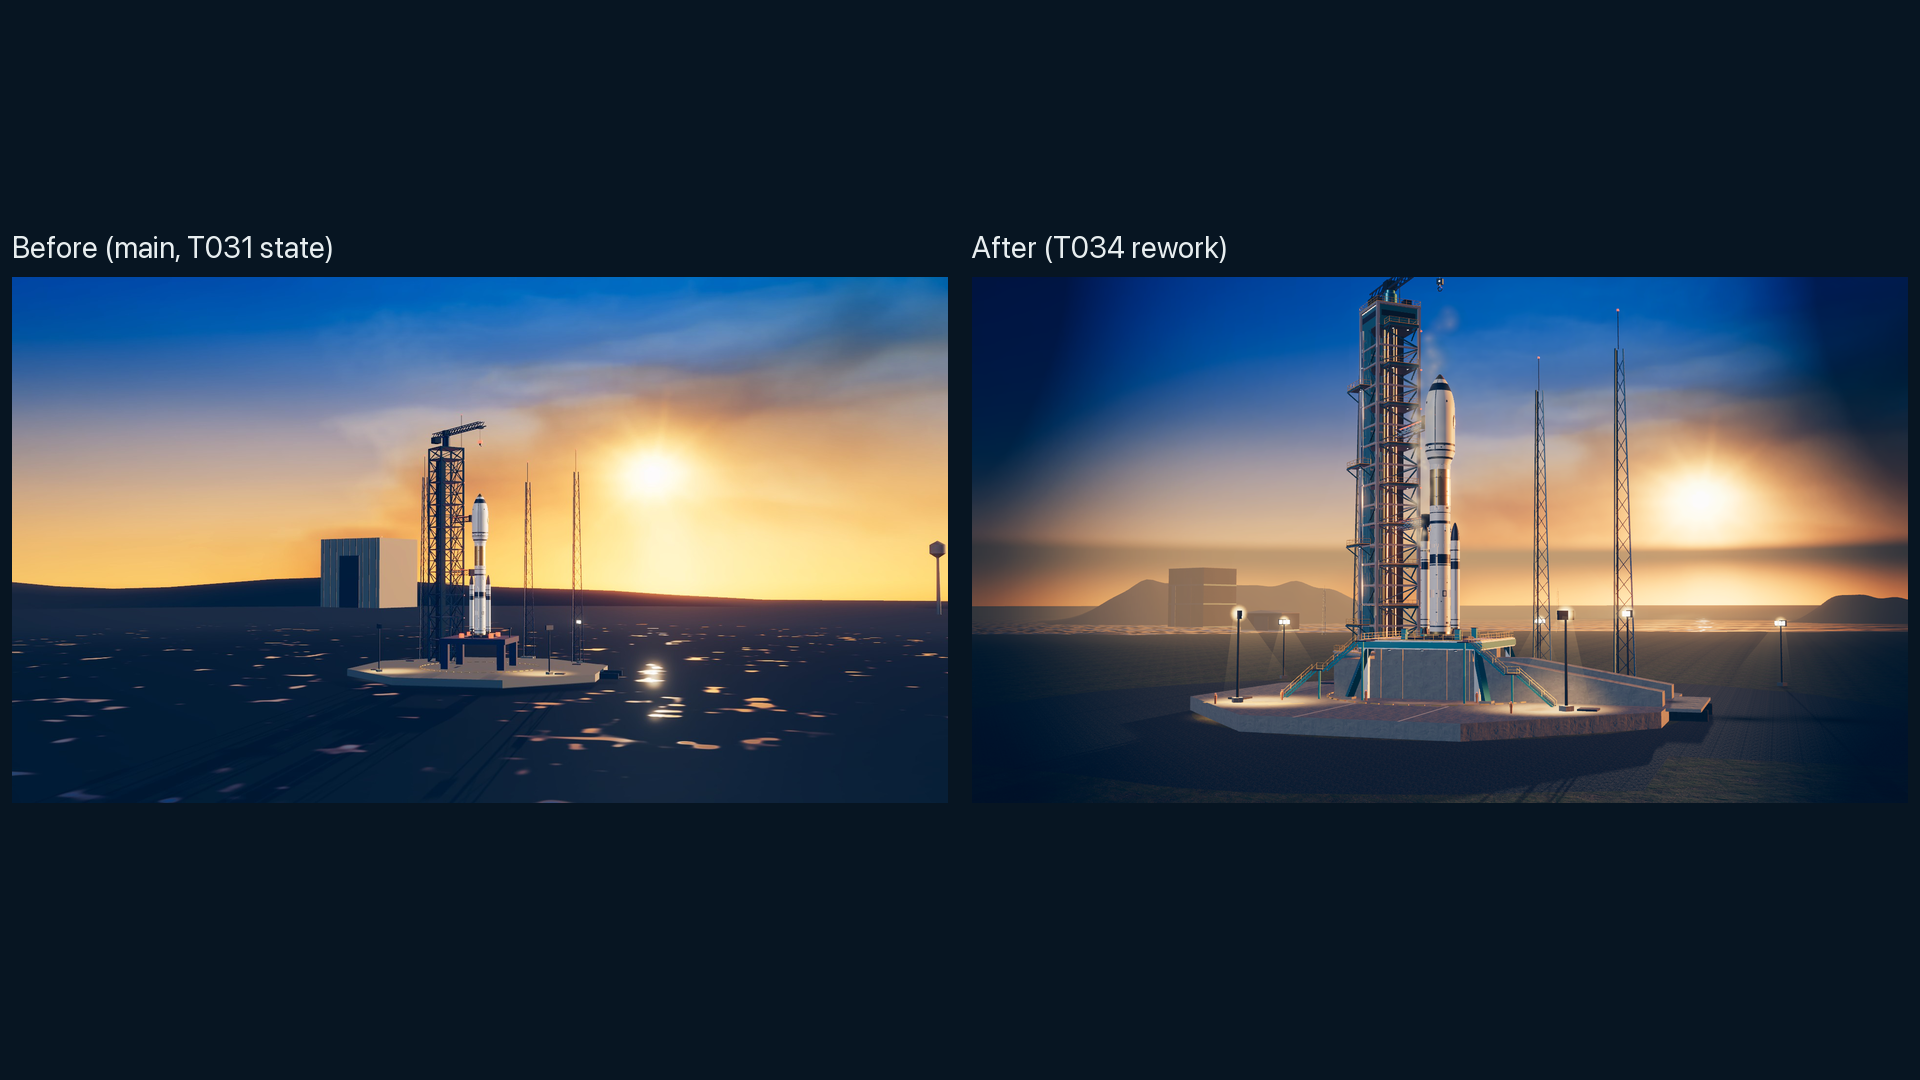 Before (main, T031 state)
After (T034 rework)